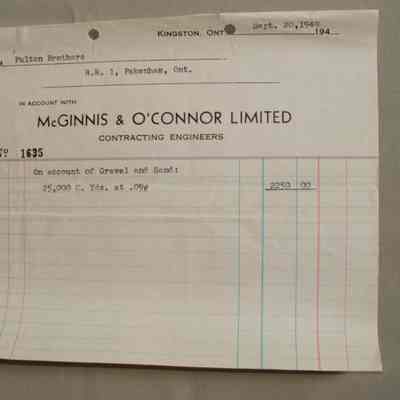 KINGSTON, ONT. Sept. 20, 1949 194
Fulton Brothers
R.R. 1, Pakenham, Ont.
IN ACCOUNT WITH
McGINNIS & O'CONNOR LIMITED
CONTRACTING ENGINEERS
Nº 1635
On account of Gravel and Sand:
25,000 C. Yds. at .09¢ 2250 00